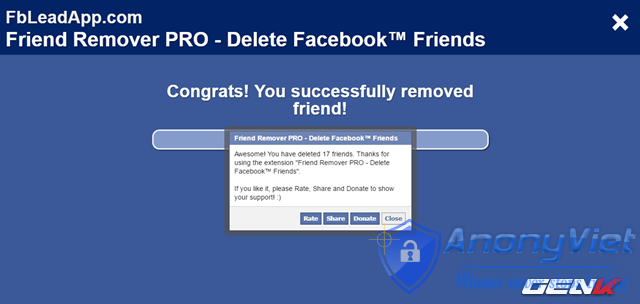 FbLeadApp.com
Friend Remover PRO - Delete Facebook™ Friends
Congrats! You successfully removed
friend!
Friend Remover PRO - Delete Facebook™ Friends
Awesome! You have deleted 17 friends. Thanks for
using the extension "Friend Remover PRO - Delete
Facebook™ Friends".
If you like it, please Rate, Share and Donate to show
your support! :)
Rate Share Donate Close
AnonyViet
GENK